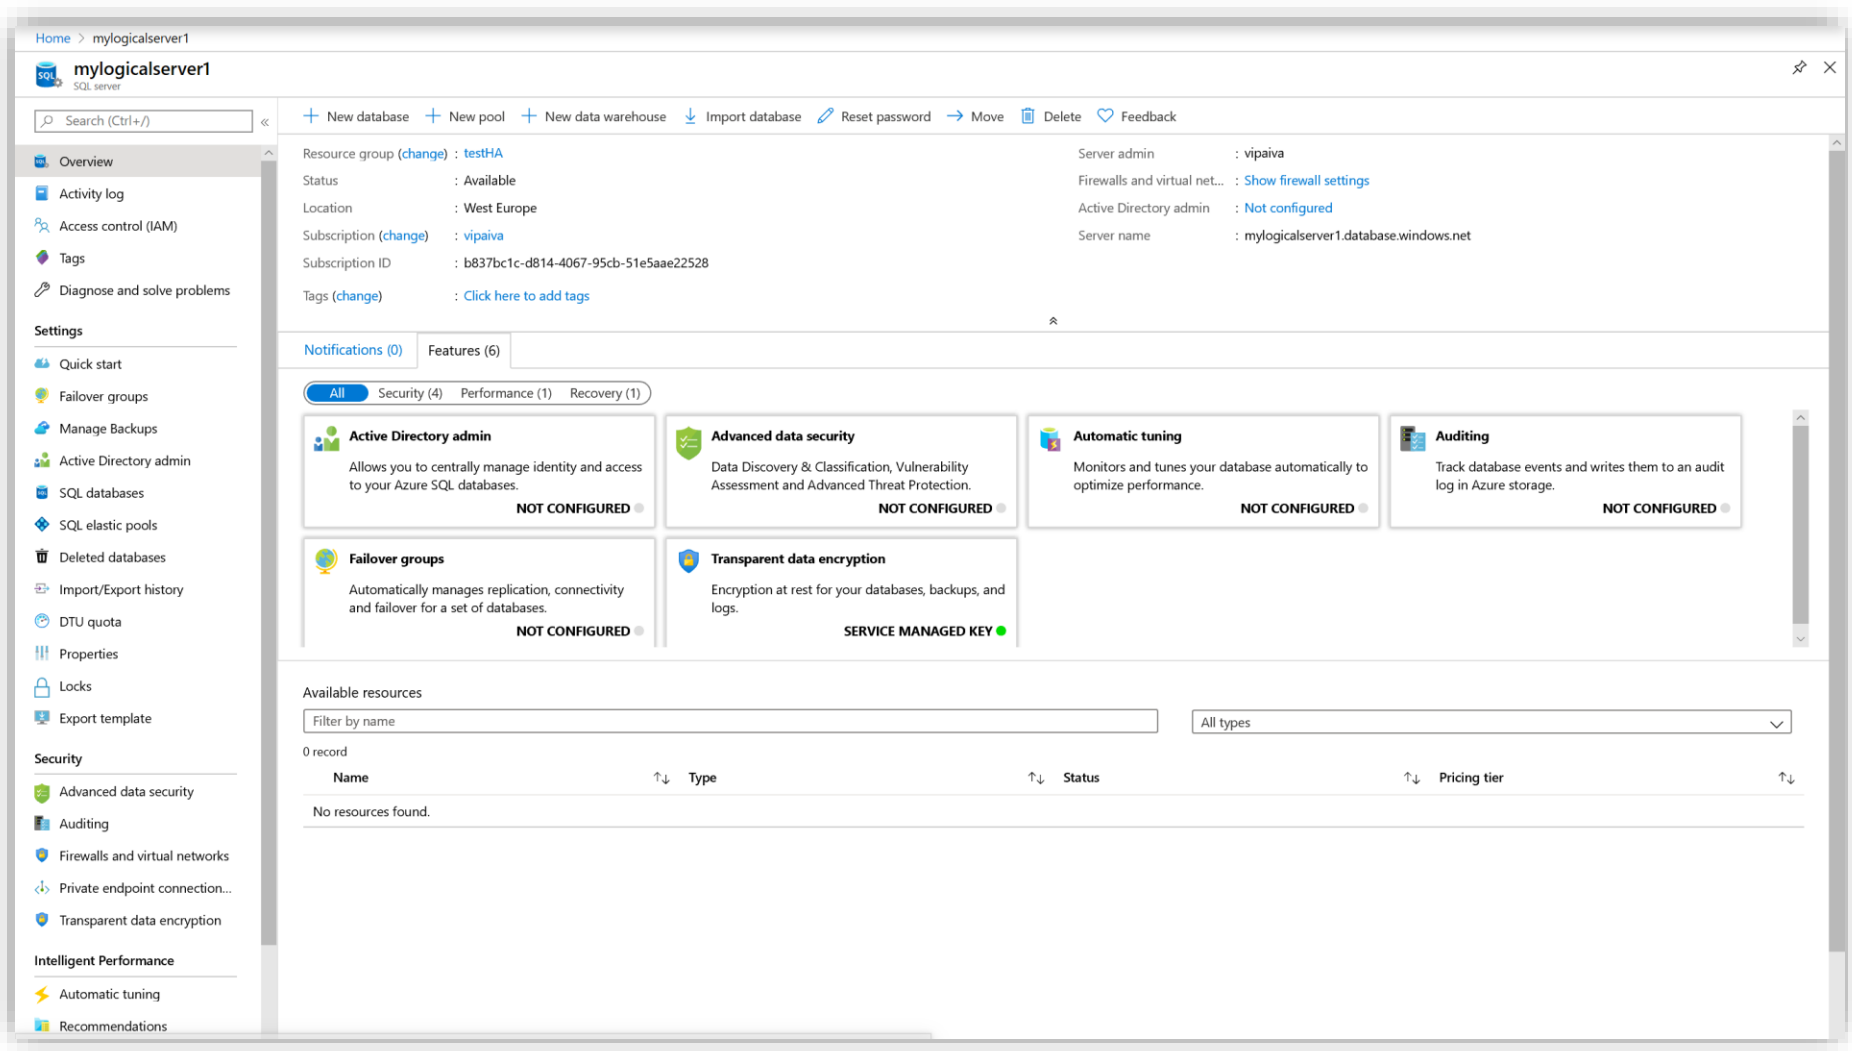 Home > mylogicalserver1
mylogicalserver1
SQL server
Search (Ctrl+/)
«
Overview
Activity log
Access control (IAM)
Tags
Diagnose and solve problems
Settings
Quick start
Failover groups
Manage Backups
Active Directory admin
SQL databases
SQL elastic pools
Deleted databases
Import/Export history
DTU quota
Properties
Locks
Export template
Security
Advanced data security
Auditing
Firewalls and virtual networks
Private endpoint connection...
Transparent data encryption
Intelligent Performance
Automatic tuning
Recommendations
New database New pool New data warehouse Import database Reset password Move Delete Feedback
Resource group (change) : testHA
Status : Available
Location : West Europe
Subscription (change) : vipaiva
Subscription ID : b837bc1c-d814-4067-95cb-51e5aae22528
Tags (change) : Click here to add tags
Server admin : vipaiva
Firewalls and virtual net... : Show firewall settings
Active Directory admin : Not configured
Server name : mylogicalserver1.database.windows.net
Notifications (0) Features (6)
All Security (4) Performance (1) Recovery (1)
Active Directory admin
Allows you to centrally manage identity and access
to your Azure SQL databases.
NOT CONFIGURED
Advanced data security
Data Discovery & Classification, Vulnerability
Assessment and Advanced Threat Protection.
NOT CONFIGURED
Automatic tuning
Monitors and tunes your database automatically to
optimize performance.
NOT CONFIGURED
Auditing
Track database events and writes them to an audit
log in Azure storage.
NOT CONFIGURED
Failover groups
Automatically manages replication, connectivity
and failover for a set of databases.
NOT CONFIGURED
Transparent data encryption
Encryption at rest for your databases, backups, and
logs.
SERVICE MANAGED KEY
Available resources
Filter by name
All types
0 record
Name Type Status Pricing tier
No resources found.